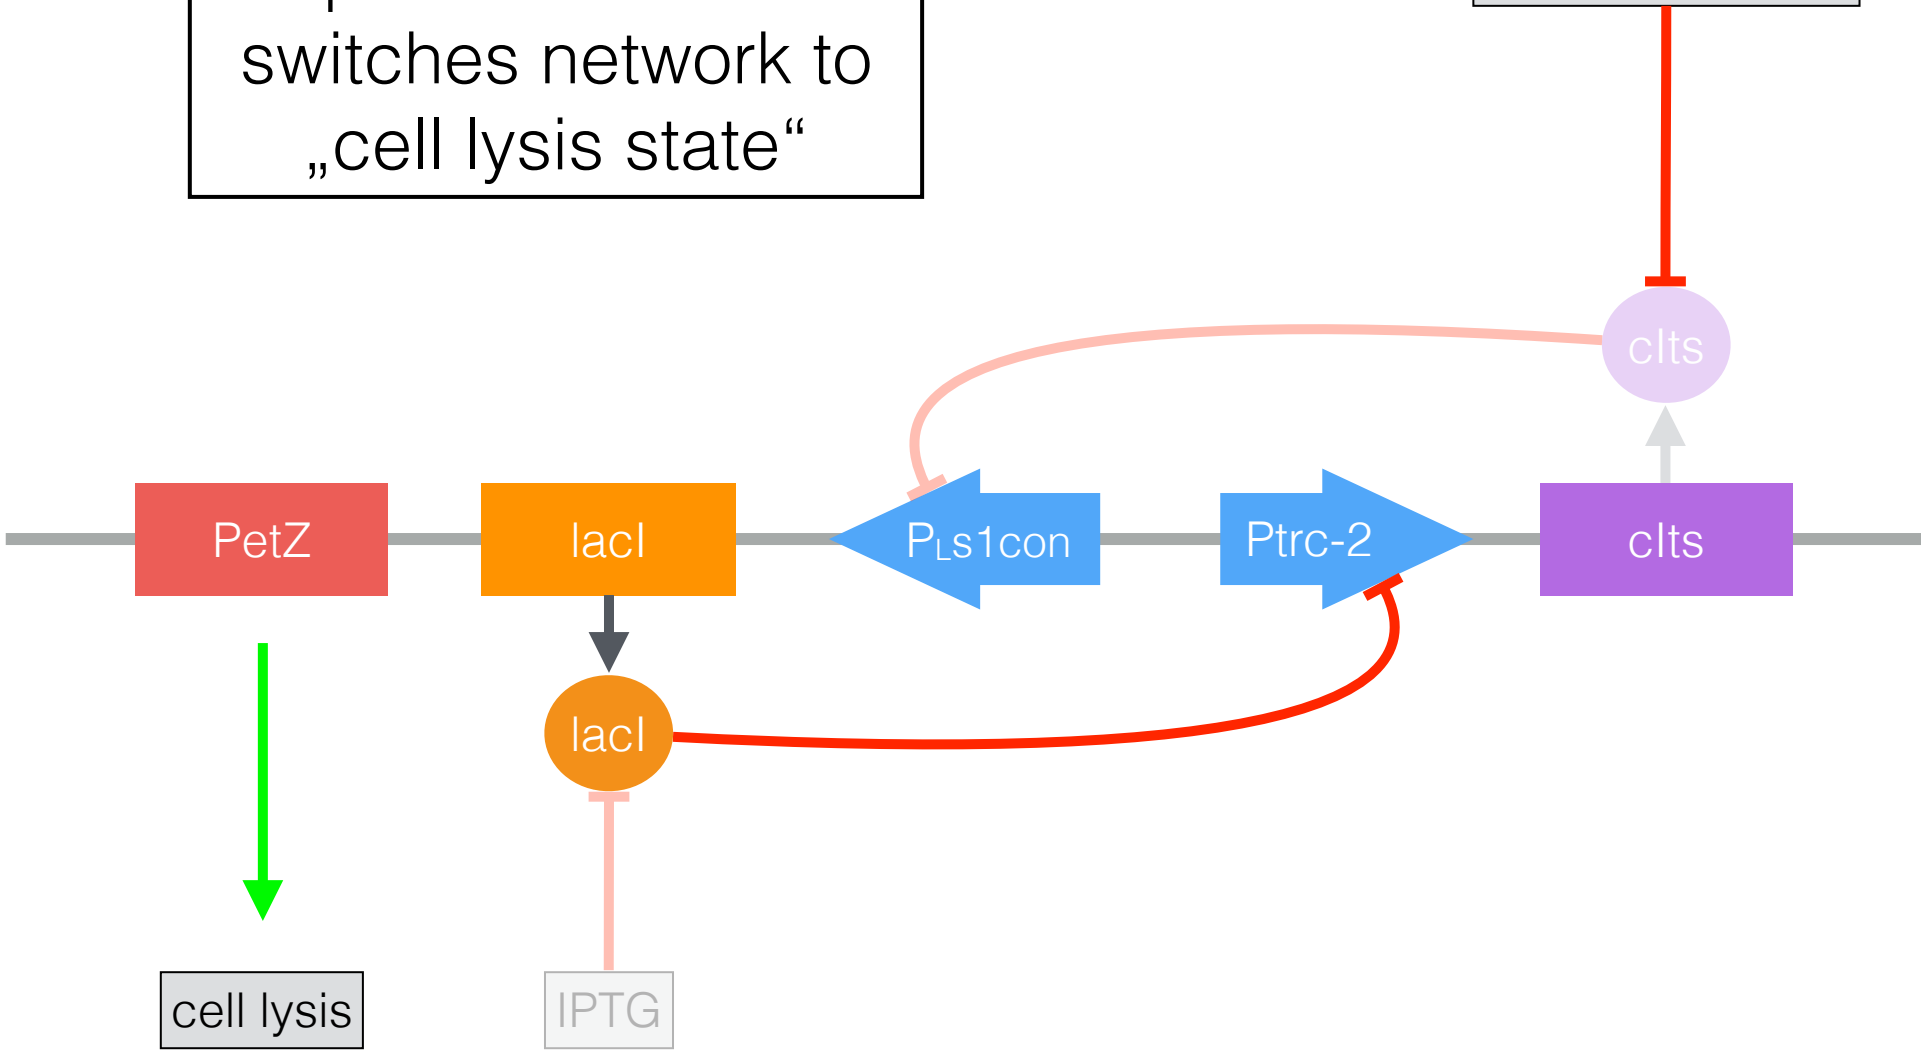 switches network to
„cell lysis state“
cIts
PetZ
lacI
PLs1con
Ptrc-2
cIts
lacI
cell lysis
IPTG